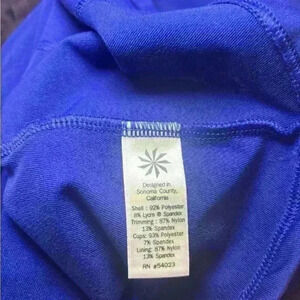 Designed in
Sonoma County,
California
Shell : 92% Polyester
8% Lycra ® Spandex
Trimming : 87% Nylon
13% Spandex
Cups: 93% Polyester
7% Spandex
Lining: 87% Nylon
13% Spandex
RN #54023